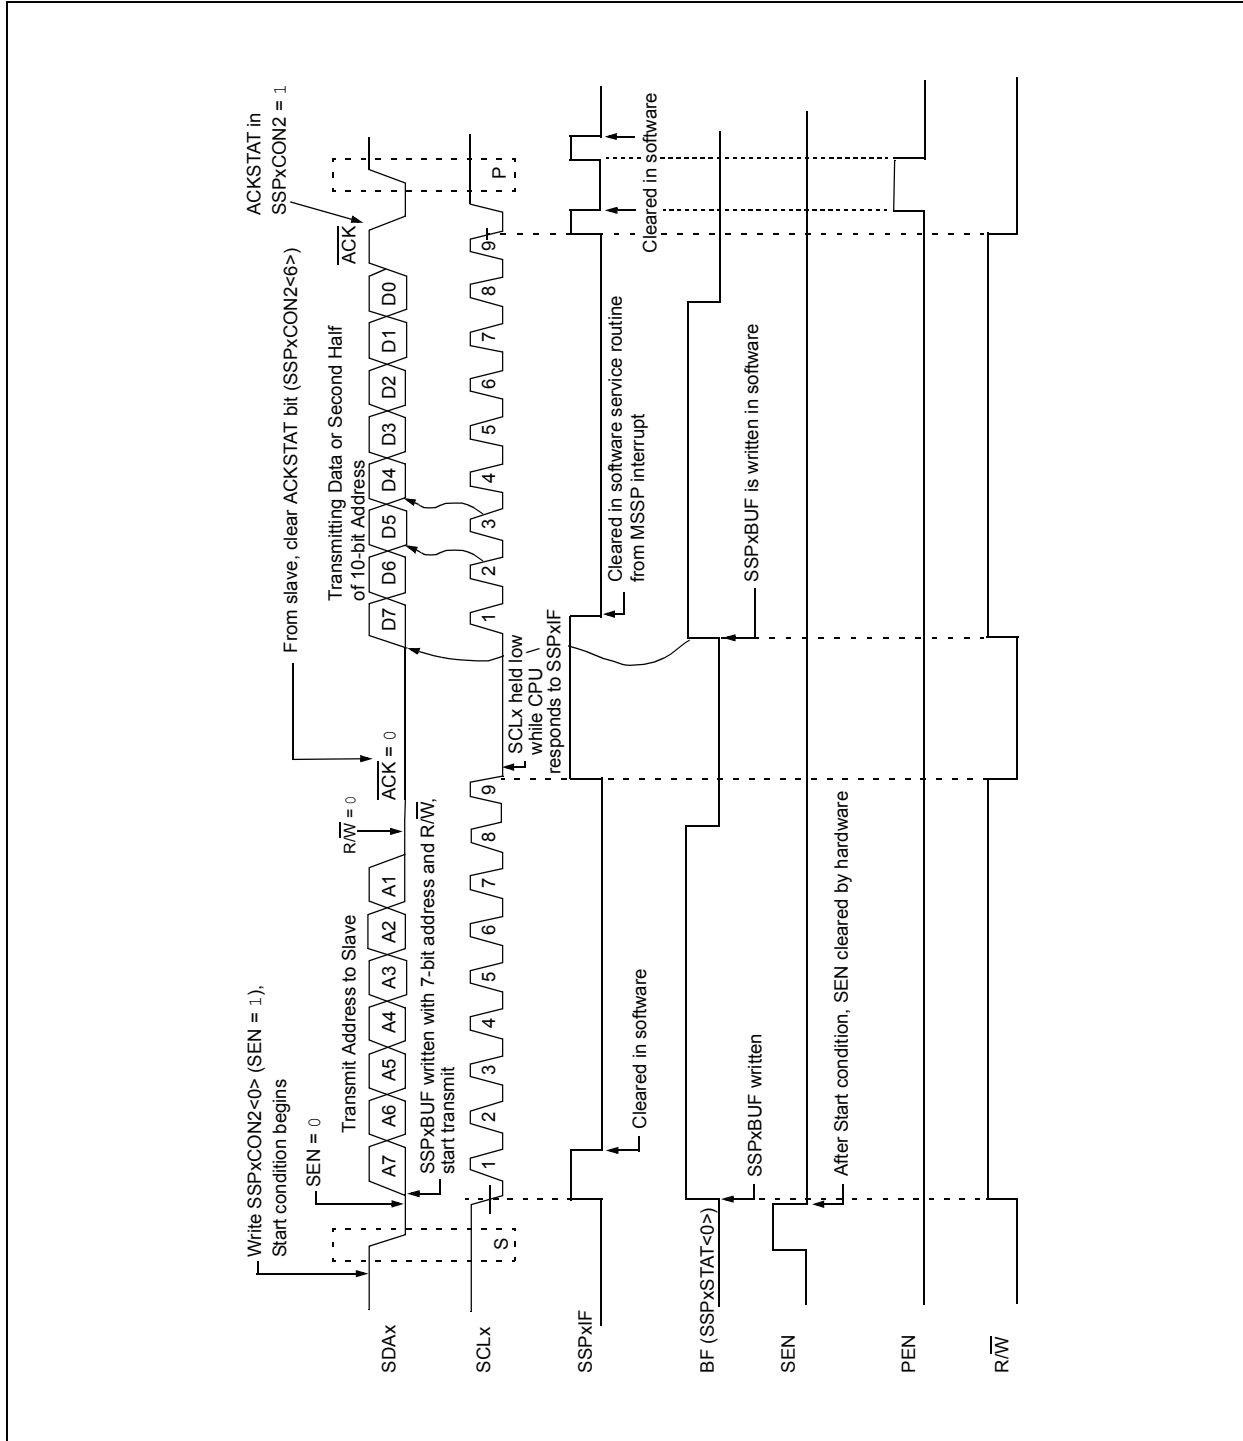 Write SSPxCON2<0> (SEN = 1),
Start condition begins
SEN = 0
Transmit Address to Slave
From slave, clear ACKSTAT bit (SSPxCON2<6>)
Transmitting Data or Second Half
of 10-bit Address
ACKSTAT in
SSPxCON2 = 1
R/W = 0
ACK = 0
ACK
SDAx
A7 A6 A5 A4 A3 A2 A1
D7 D6 D5 D4 D3 D2 D1 D0
SSPxBUF written with 7-bit address and R/W,
start transmit
SCLx
S
1 2 3 4 5 6 7 8 9
1 2 3 4 5 6 7 8 9
P
SCLx held low
while CPU
responds to SSPxIF
SSPxIF
Cleared in software
Cleared in software service routine
from MSSP interrupt
Cleared in software
BF (SSPxSTAT<0>)
SSPxBUF written
SSPxBUF is written in software
SEN
After Start condition, SEN cleared by hardware
PEN
R/W